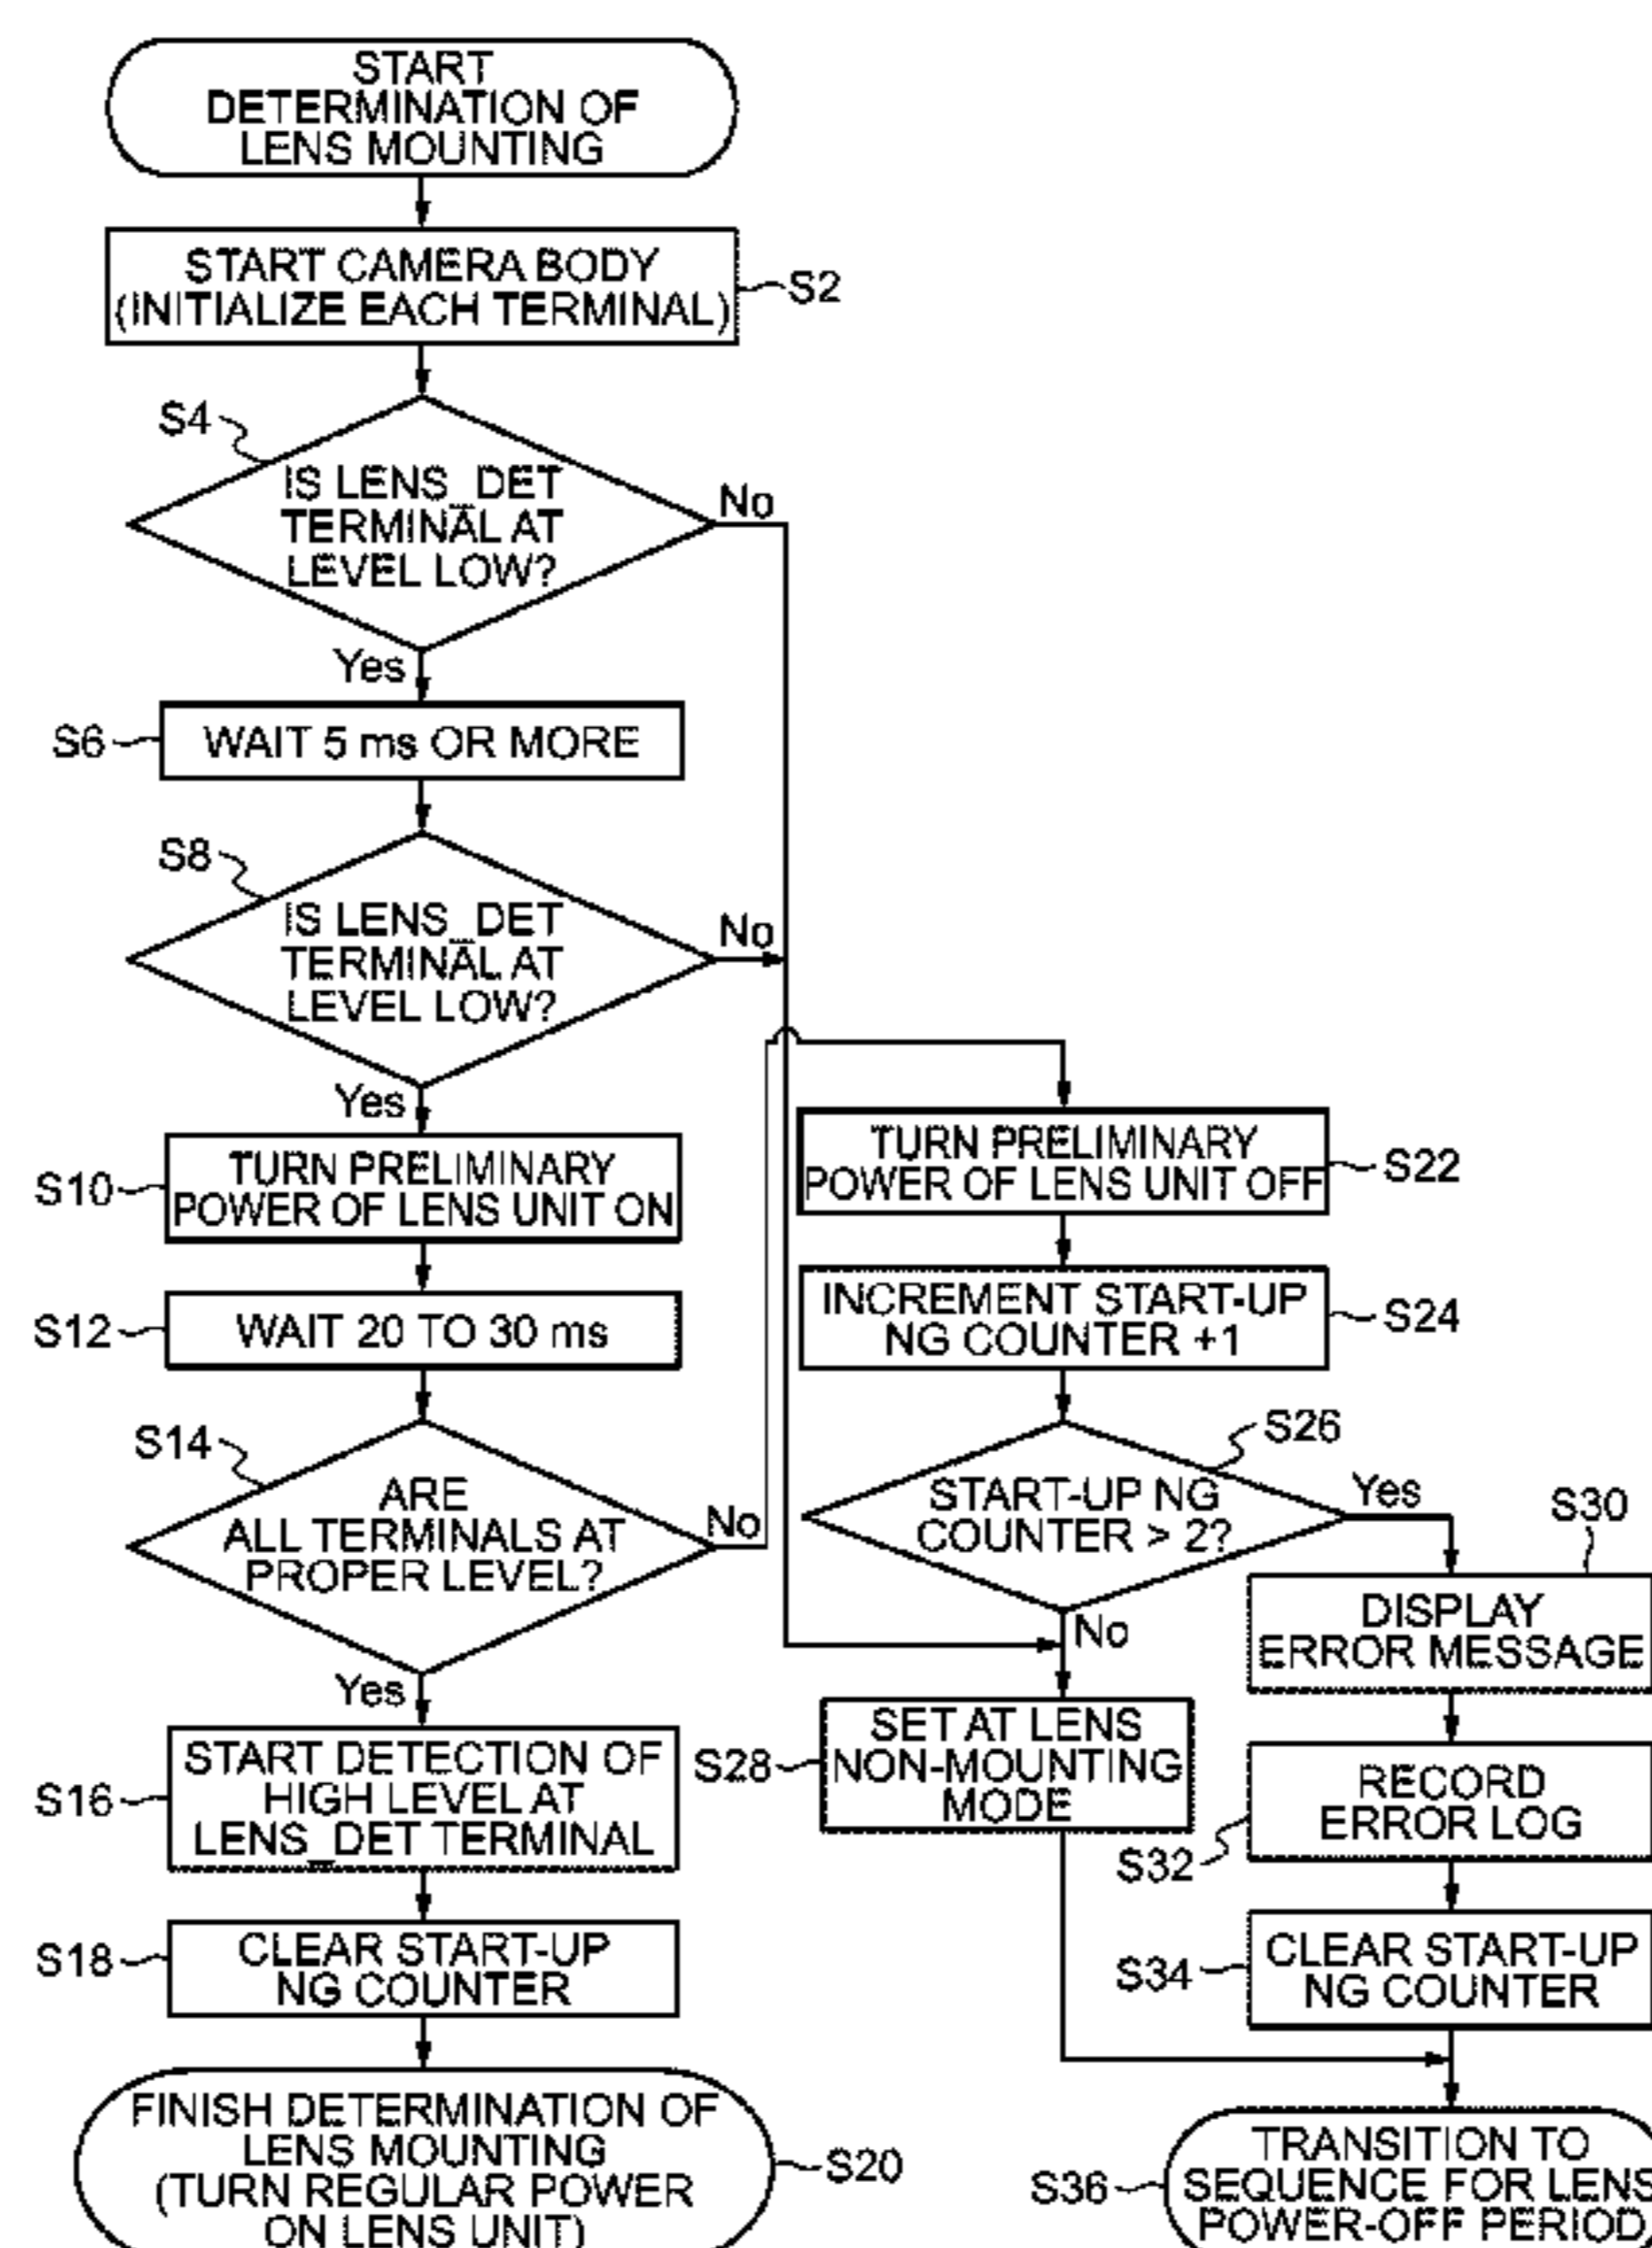 START
DETERMINATION OF
LENS MOUNTING
START CAMERA BODY
(INITIALIZE EACH TERMINAL)
S2
S4
IS LENS_DET
TERMINAL AT
LEVEL LOW?
No
Yes
S6
WAIT 5 ms OR MORE
S8
IS LENS_DET
TERMINAL AT
LEVEL LOW?
No
Yes
S10
TURN PRELIMINARY
POWER OF LENS UNIT ON
S12
WAIT 20 TO 30 ms
S14
ARE
ALL TERMINALS AT
PROPER LEVEL?
No
Yes
S16
START DETECTION OF
HIGH LEVEL AT
LENS_DET TERMINAL
S18
CLEAR START-UP
NG COUNTER
FINISH DETERMINATION OF
LENS MOUNTING
(TURN REGULAR POWER
ON LENS UNIT)
S20
TURN PRELIMINARY
POWER OF LENS UNIT OFF
S22
INCREMENT START-UP
NG COUNTER +1
S24
S26
START-UP NG
COUNTER > 2?
Yes
No
S28
SET AT LENS
NON-MOUNTING
MODE
S30
DISPLAY
ERROR MESSAGE
RECORD
ERROR LOG
S32
CLEAR START-UP
NG COUNTER
S34
TRANSITION TO
SEQUENCE FOR LENS
POWER-OFF PERIOD
S36